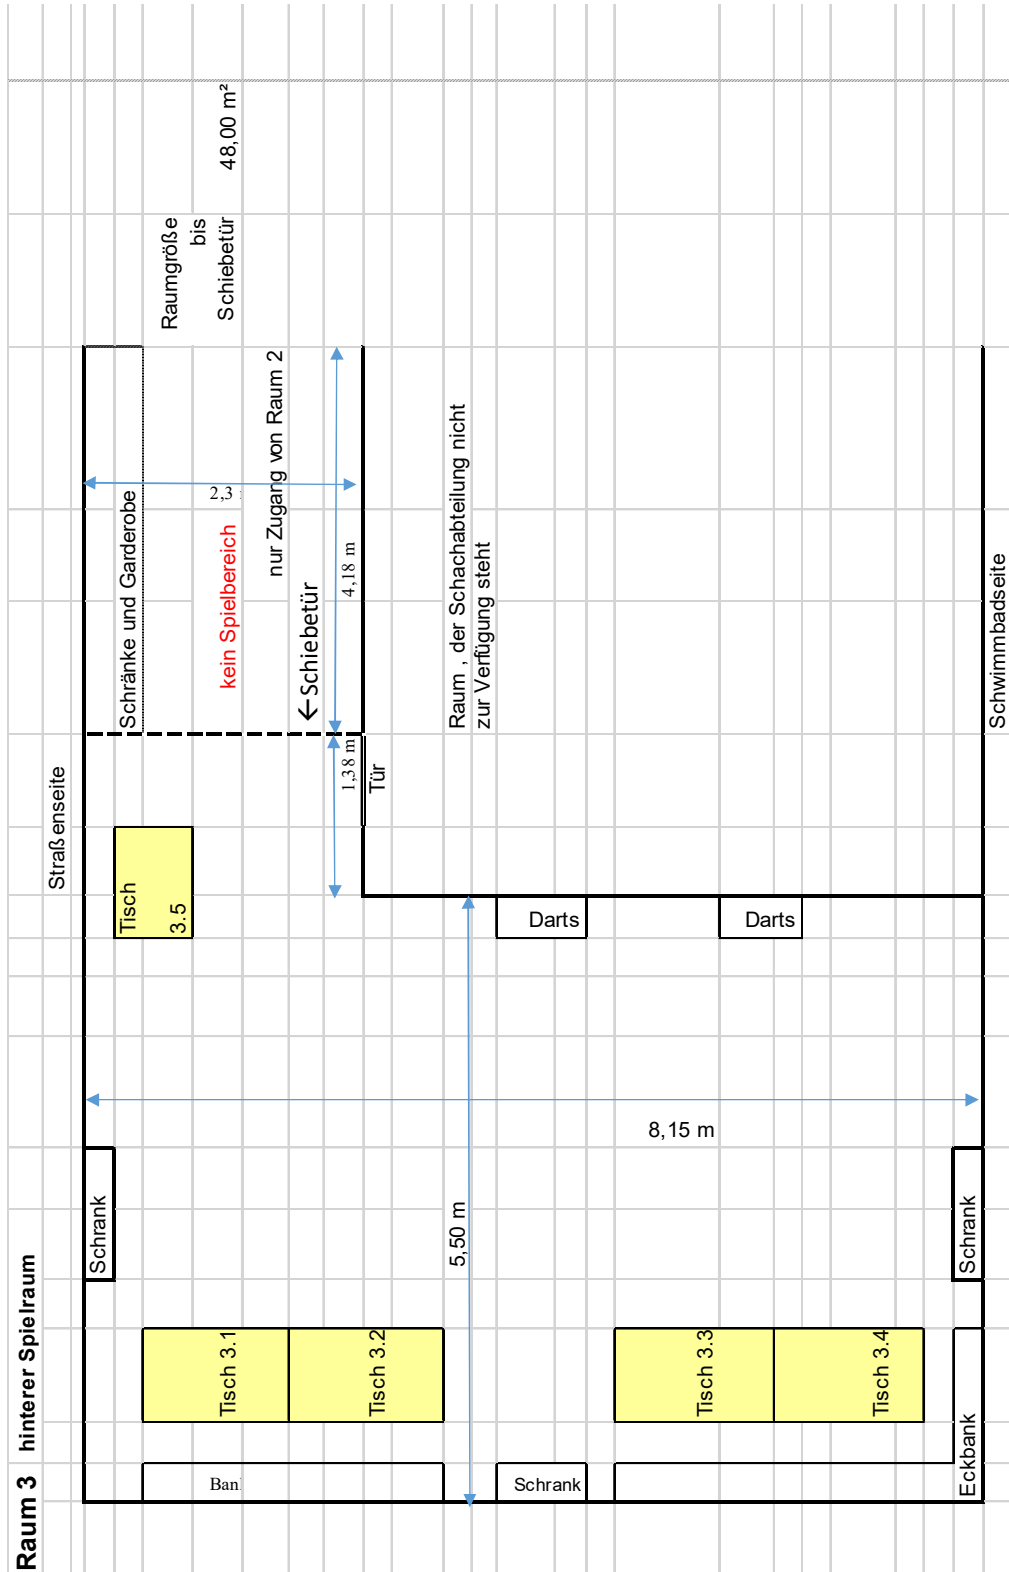 Raum 3 hinterer Spielraum
Straßenseite
Schrank
Tisch
3.5
Schränke und Garderobe
Raumgröße
bis
Schiebetür 48,00 m²
kein Spielbereich
2,3
nur Zugang von Raum 2
←Schiebetür
1,38 m
4,18 m
Tür
Tisch 3.1
Tisch 3.2
Tisch 3.3
Tisch 3.4
Ban
Schrank
Eckbank
5,50 m
8,15 m
Darts
Darts
Raum , der Schachabteilung nicht
zur Verfügung steht
Schrank
Schwimmbadseite